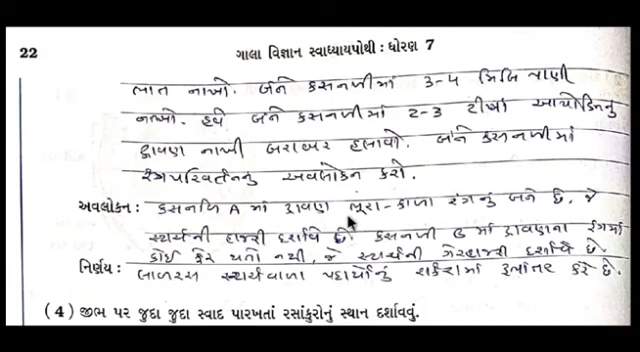 22 ગાલા વિજ્ઞાન સ્વાધ્યાયપોથી : ધોરણ 7
ભાત નાખો. બંને કસનળીમાં 3-4 મિલિ પાણી
નાખો. હવે બંને કસનળીમાં 2-3 ટીપાં આયોડિનનું
દ્રાવણ નાખી બરાબર હલાવો. બંને કસનળીમાં
રંગપરિવર્તનનું અવલોકન કરો.
અવલોકન : કસનળિ A માં દ્રાવણ ભૂરા-કાળા રંગનું બને છે, જે
સ્ટાર્ચની હાજરી દર્શાવે છે. કસનળી B માં દ્રાવણના રંગમાં
કોઈ ફેર થતો નથી, જે સ્ટાર્ચની ગેરહાજરી દર્શાવે છે.
નિર્ણય : લાળરસ સ્ટાર્ચવાળા પદાર્થોનું શર્કરામાં રૂપાંતર કરે છે.
(4) જીભ પર જુદા જુદા સ્વાદ પારખતાં રસાંકુરોનું સ્થાન દર્શાવવું.